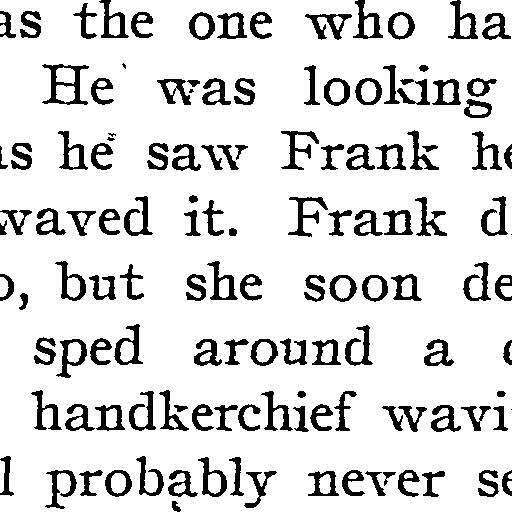 as the one who ha
He was looking
as he saw Frank he
waved it. Frank d
o, but she soon de
sped around a
handkerchief wavi
l probably never se